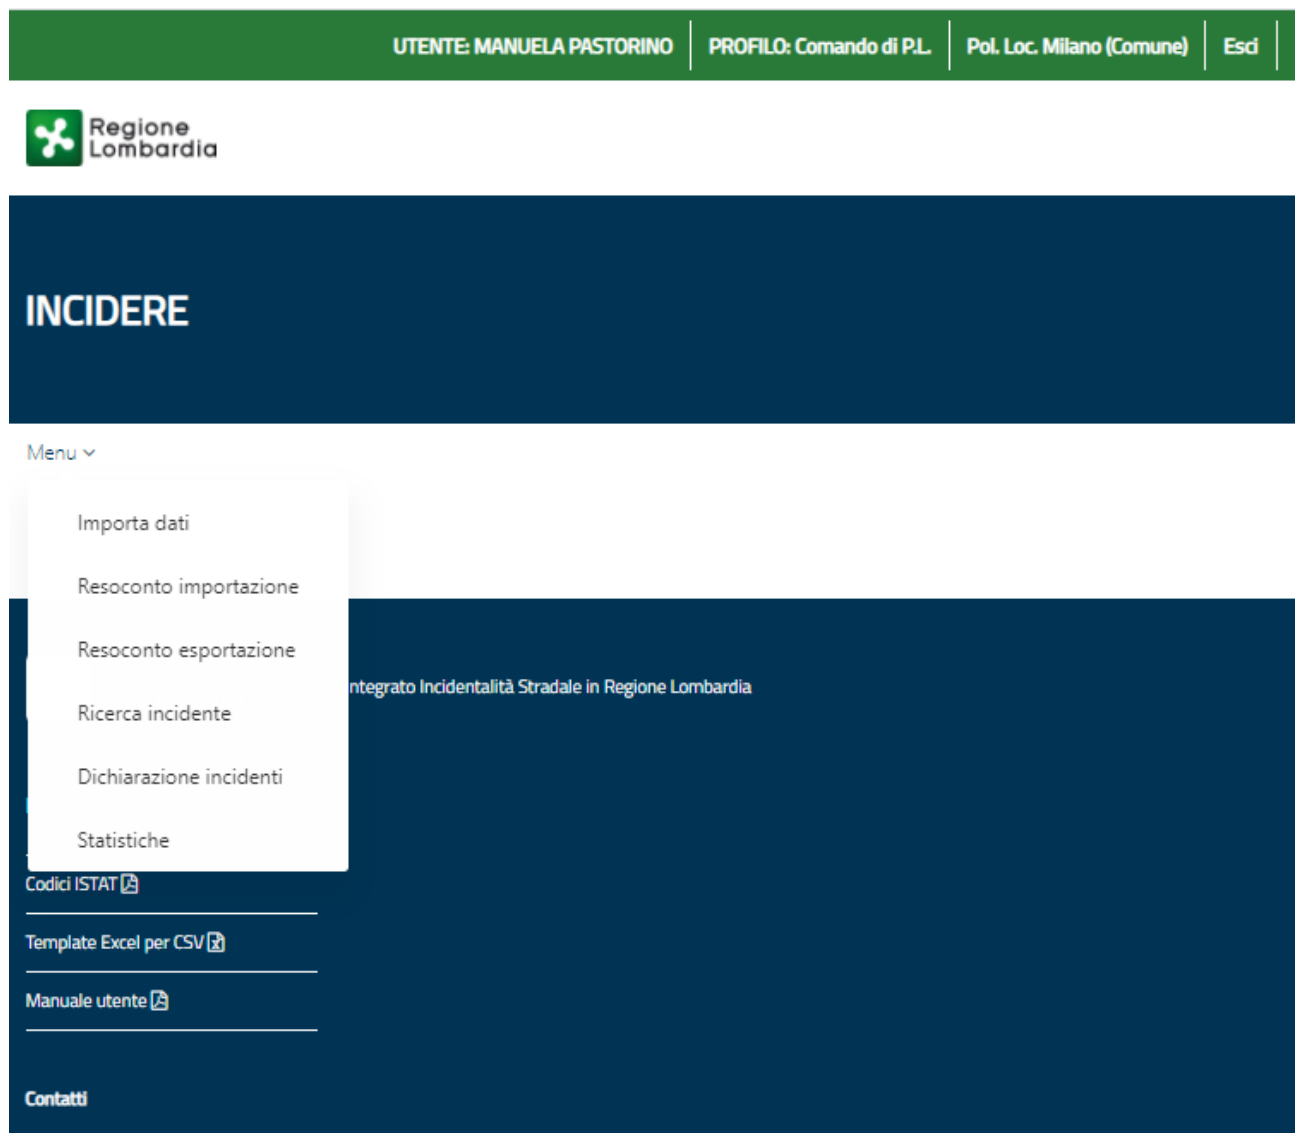 UTENTE: MANUELA PASTORINO PROFILO: Comando di P.L. Pol. Loc. Milano (Comune) Esci
Regione
Lombardia
INCIDERE
Menu
Importa dati
Resoconto importazione
Resoconto esportazione
ntegrato Incidentalità Stradale in Regione Lombardia
Ricerca incidente
Dichiarazione incidenti
Statistiche
Codici ISTAT
Template Excel per CSV
Manuale utente
Contatti